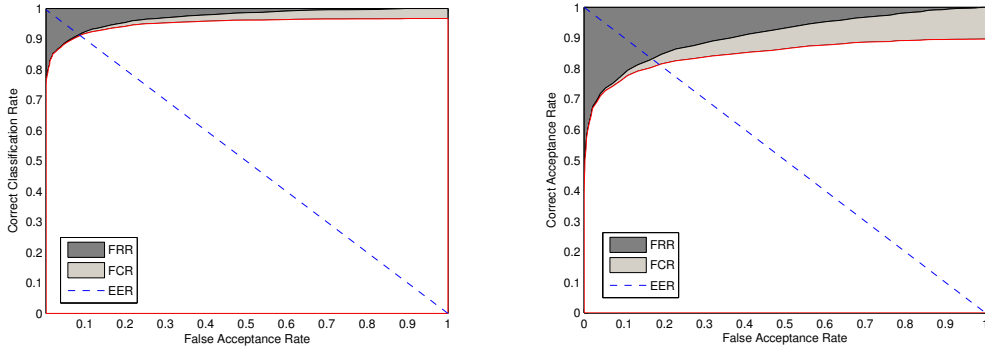 1
0.9
0.8
0.7
0.6
0.5
0.4
0.3
0.2
0.1
0
Correct Classification Rate
FRR
FCR
EER
0.1 0.2 0.3 0.4 0.5 0.6 0.7 0.8 0.9 1
False Acceptance Rate
1
0.9
0.8
0.7
0.6
0.5
0.4
0.3
0.2
0.1
0
Correct Acceptance Rate
FRR
FCR
EER
0 0.1 0.2 0.3 0.4 0.5 0.6 0.7 0.8 0.9 1
False Acceptance Rate